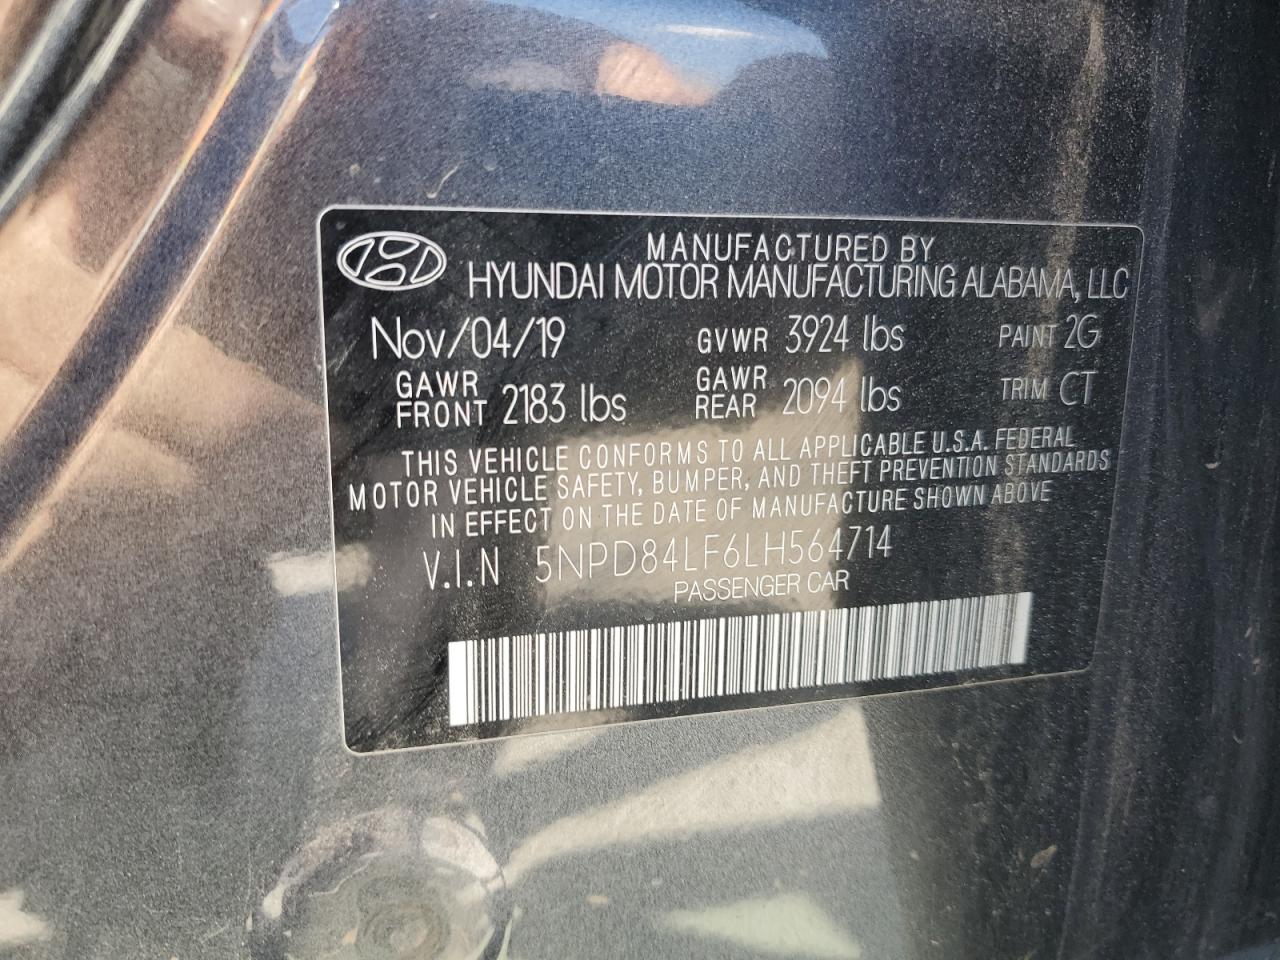 MANUFACTURED BY
HYUNDAI MOTOR MANUFACTURING ALABAMA, LLC
Nov/04/19 GVWR 3924 lbs PAINT 2G
GAWR FRONT 2183 lbs GAWR REAR 2094 lbs TRIM CT
THIS VEHICLE CONFORMS TO ALL APPLICABLE U.S.A. FEDERAL
MOTOR VEHICLE SAFETY, BUMPER, AND THEFT PREVENTION STANDARDS
IN EFFECT ON THE DATE OF MANUFACTURE SHOWN ABOVE
V.I.N 5NPD84LF6LH564714
PASSENGER CAR